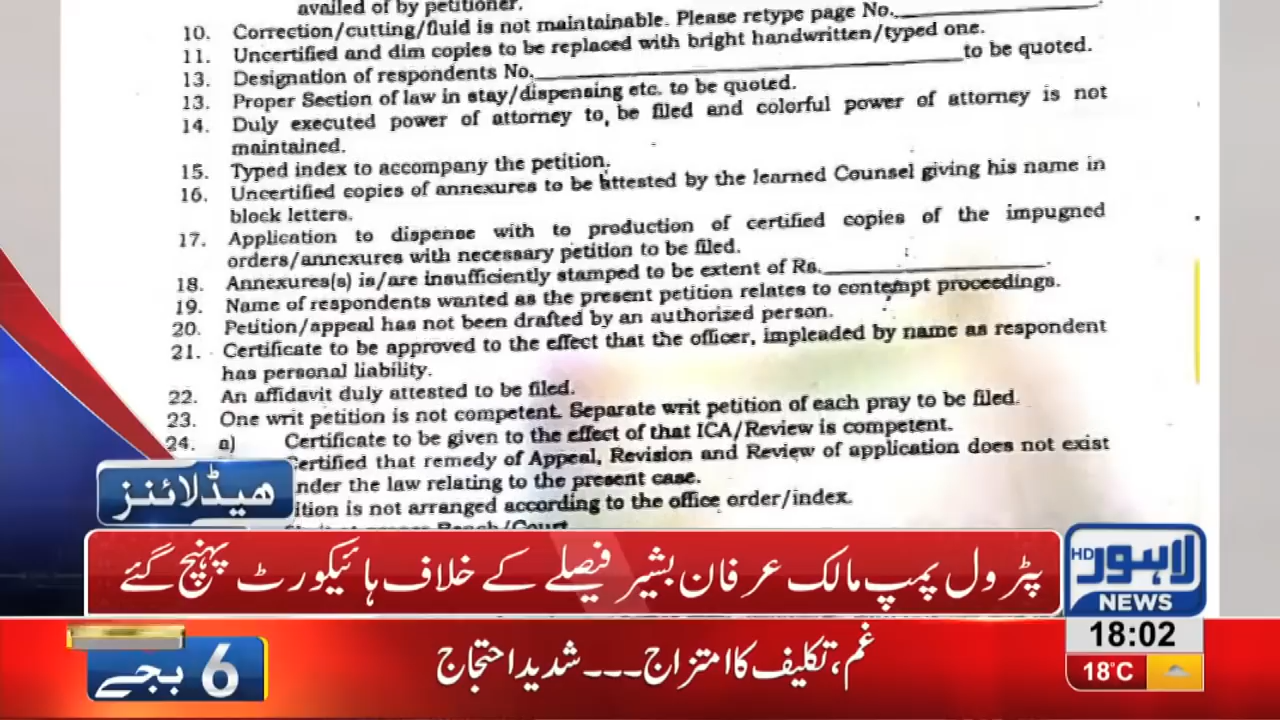 availed of by petitioner.
10. Correction/cutting/fluid is not maintainable. Please retype page No.
11. Uncertified and dim copies to be replaced with bright handwritten/typed one.
13. Designation of respondents No. to be quoted.
13. Proper Section of law in stay/dispensing etc. to be quoted.
14. Duly executed power of attorney to, be filed and colorful power of attorney is not
maintained.
15. Typed index to accompany the petition.
16. Uncertified copies of annexures to be attested by the learned Counsel giving his name in
block letters.
17. Application to dispense with to production of certified copies of the impugned
orders/annexures with necessary petition to be filed.
18. Annexures(s) is/are insufficiently stamped to be extent of Rs.
19. Name of respondents wanted as the present petition relates to contempt proceedings.
20. Petition/appeal has not been drafted by an authorized person.
21. Certificate to be approved to the effect that the officer, impleaded by name as respondent
has personal liability.
22. An affidavit duly attested to be filed.
23. One writ petition is not competent. Separate writ petition of each pray to be filed.
24. a) Certificate to be given to the effect of that ICA/Review is competent.
ertified that remedy of Appeal, Revision and Review of application does not exist
nder the law relating to the present case.
ition is not arranged according to the office order/index.
Bench/Court
ہیڈلائنز
پٹرول پمپ مالک عرفان بشیر فیصلے کے خلاف ہائیکورٹ پہنچ گئے
HD لاہور
NEWS
18:02
18°C
غم، تکلیف کا امتزاج ۔۔۔ شدید احتجاج
6 بجے